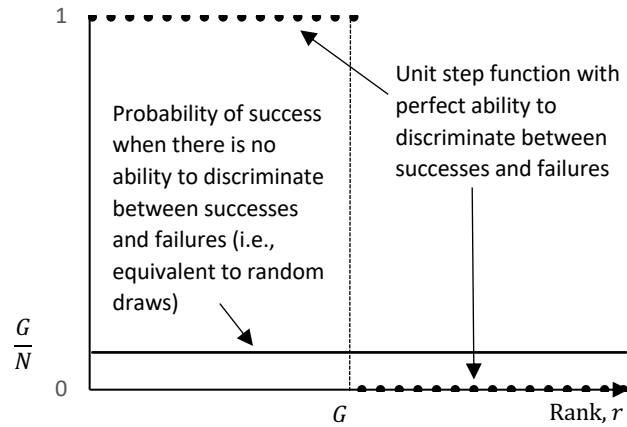 1
Unit step function with
perfect ability to
discriminate between
successes and failures
Probability of success
when there is no
ability to discriminate
between successes
and failures (i.e.,
equivalent to random
draws)
G
N
0
G
Rank, r